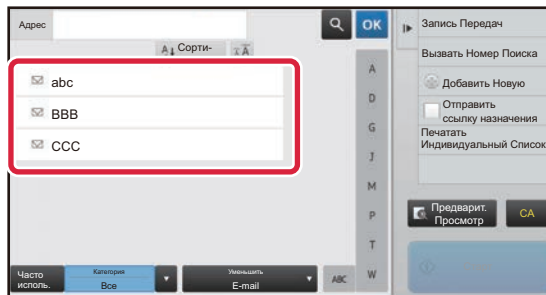 Адрес
OK
Сорти-
abc
BBB
CCC
A
D
G
J
M
P
T
W
ABC
Часто
исполь.
Категория
Все
Уменьшить
E-mail
Запись Передач
Вызвать Номер Поиска
Добавить Новую
Отправить
ссылку назначения
Печатать
Индивидуальный Список
Предварит.
Просмотр
CA